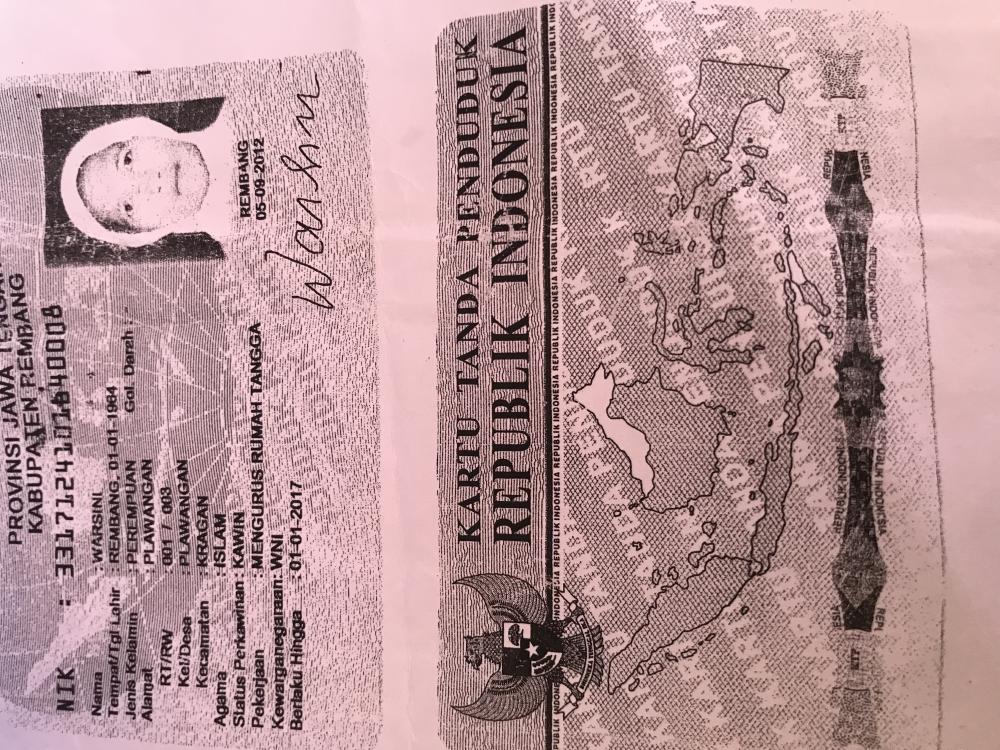 PROVINSI JAWA TENGAH
KABUPATEN REMBANG
NIK : 3317124101840008
Nama : WARSINI
Tempat/Tgl Lahir : REMBANG, 01-01-1984
Jenis Kelamin : PEREMPUAN Gol. Darah :
Alamat : PLAWANGAN
RT/RW : 001 / 003
Kel/Desa : PLAWANGAN
Kecamatan : KRAGAN
Agama : ISLAM
Status Perkawinan : KAWIN
Pekerjaan : MENGURUS RUMAH TANGGA
Kewarganegaraan: WNI
Berlaku Hingga : 01-01-2017
REMBANG
05-09-2012
KARTU TANDA PENDUDUK
REPUBLIK INDONESIA
REPUBLIK INDONESIA REPUBLIK INDONESIA REPUBLIK INDONESIA REPUBLIK INDONESIA REPUBLIK INDONESIA REPUBLIK INDONESIA